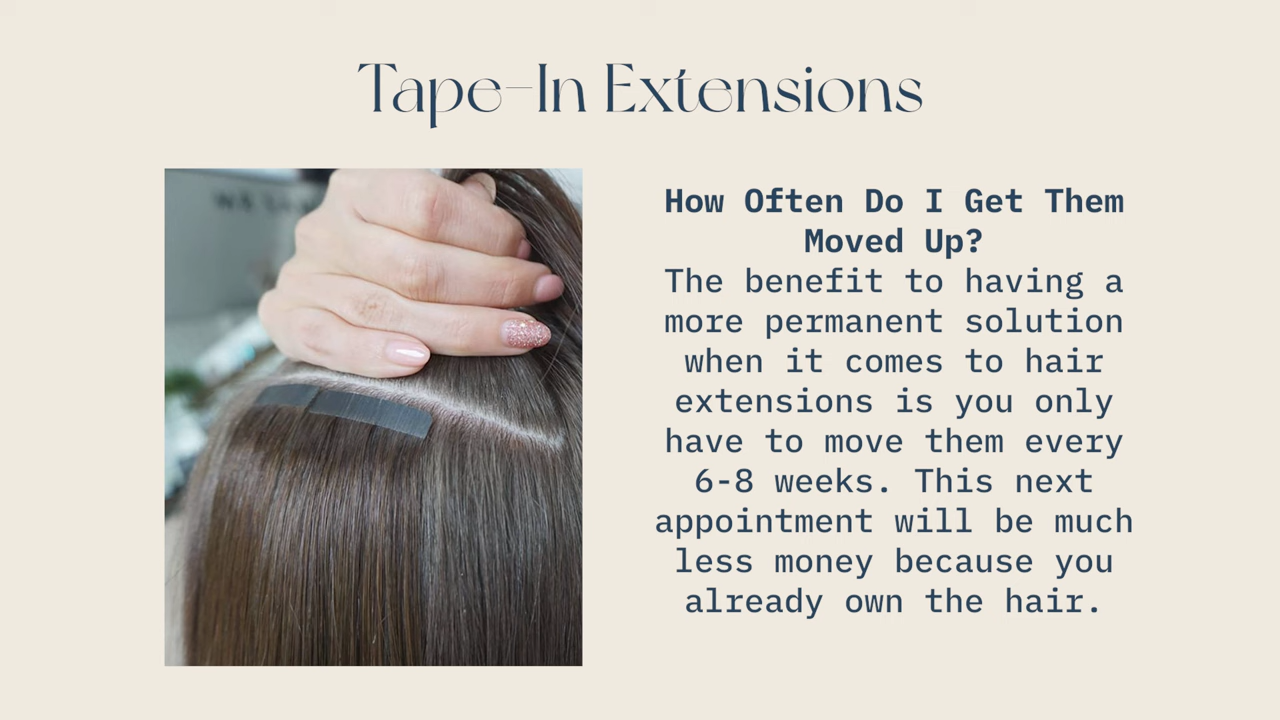 Tape-In Extensions
How Often Do I Get Them
Moved Up?
The benefit to having a
more permanent solution
when it comes to hair
extensions is you only
have to move them every
6-8 weeks. This next
appointment will be much
less money because you
already own the hair.